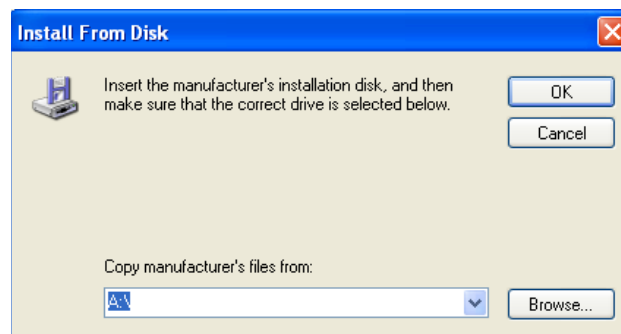 Install From Disk
Insert the manufacturer's installation disk, and then
make sure that the correct drive is selected below.
OK
Cancel
Copy manufacturer's files from:
A:\
Browse...